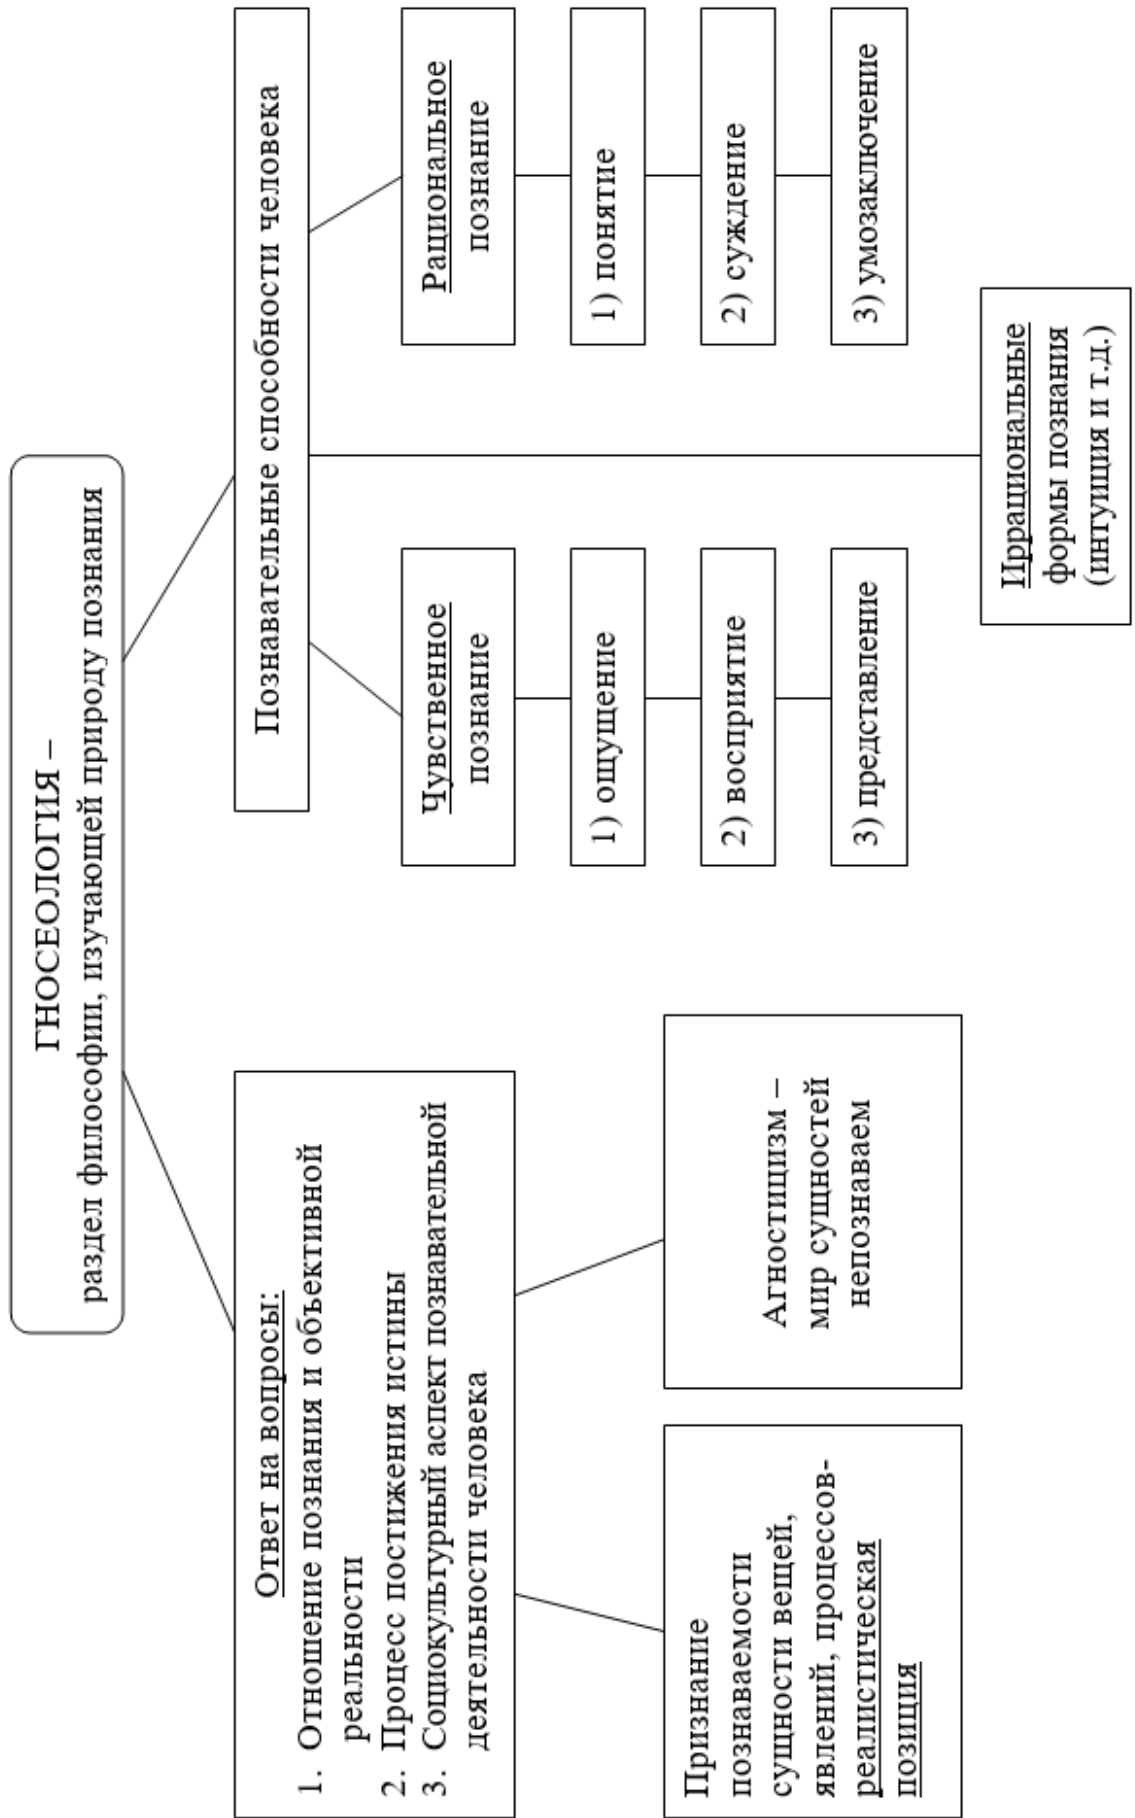 ГНОСЕОЛОГИЯ –
раздел философии, изучающей природу познания
Ответ на вопросы:
1. Отношение познания и объективной
реальности
2. Процесс постижения истины
3. Социокультурный аспект познавательной
деятельности человека
Признание
познаваемости
сущности вещей,
явлений, процессов-
реалистическая
позиция
Агностицизм –
мир сущностей
непознаваем
Познавательные способности человека
Чувственное
познание
1) ощущение
2) восприятие
3) представление
Рациональное
познание
1) понятие
2) суждение
3) умозаключение
Иррациональные
формы познания
(интуиция и т.д.)